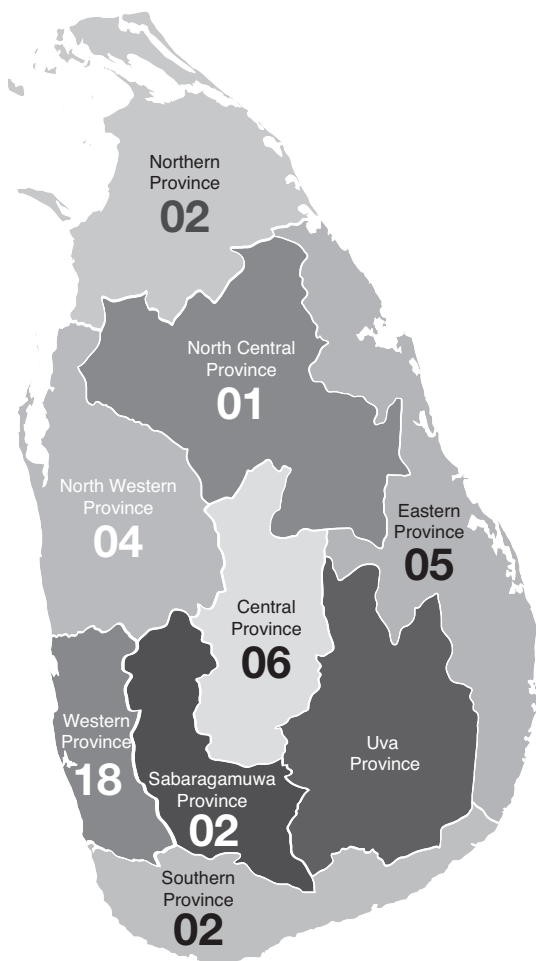 Northern
Province
02
North Central
Province
01
North Western
Province
04
Eastern
Province
05
Central
Province
06
Western
Province
18
Uva
Province
Sabaragamuwa
Province
02
Southern
Province
02